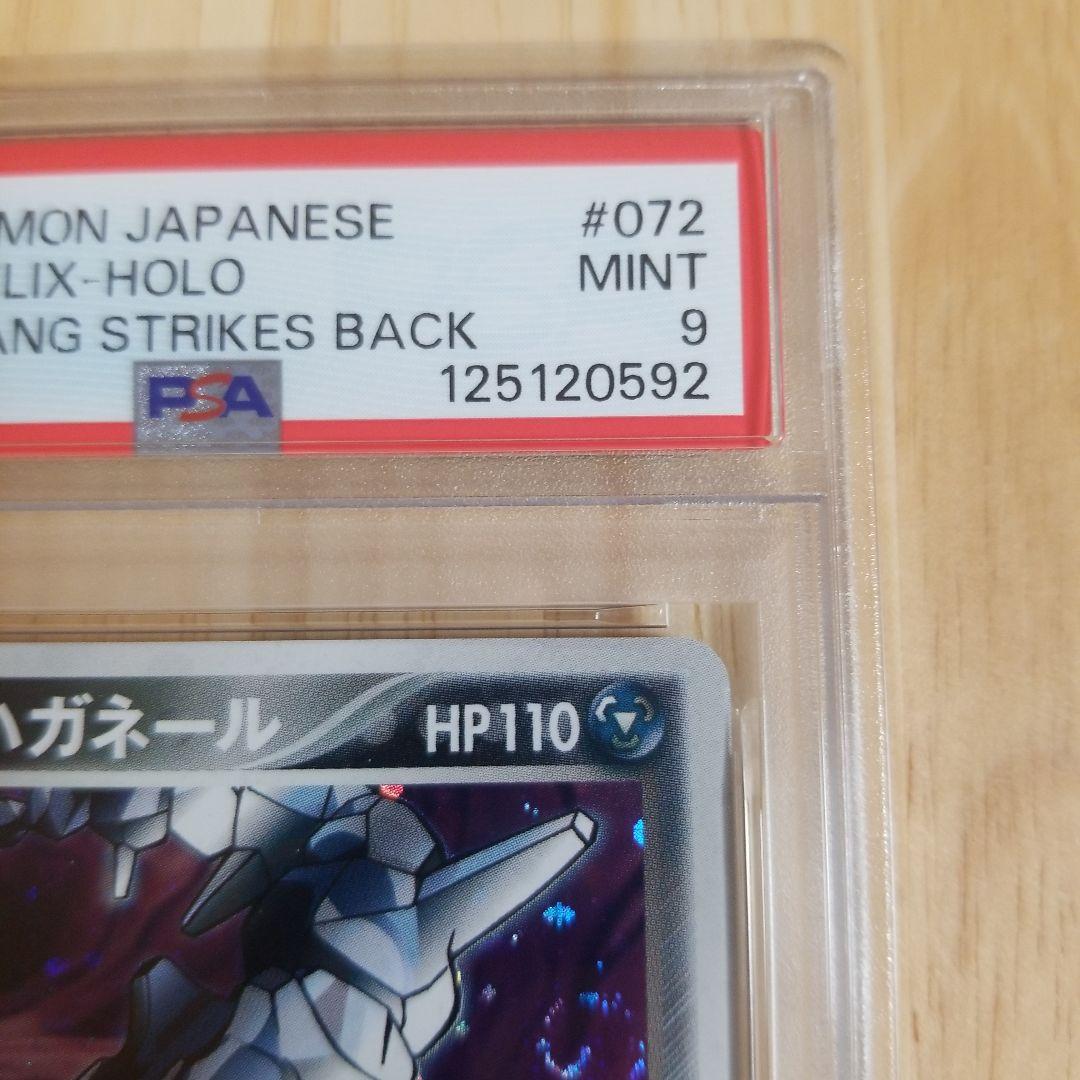 MON JAPANESE #072
LIX-HOLO MINT
ANG STRIKES BACK 9
PSA 125120592
ハガネール HP110